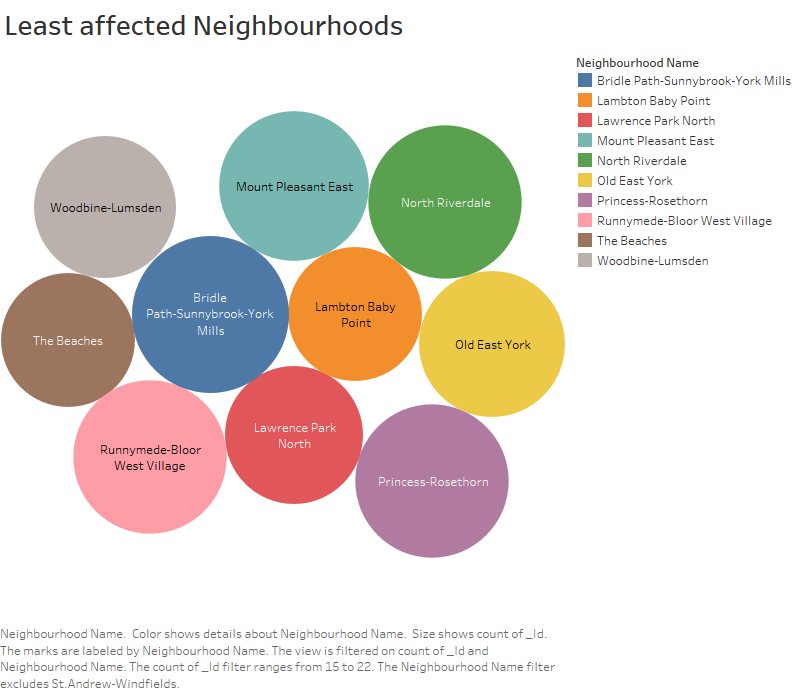 Least affected Neighbourhoods
Neighbourhood Name
Bridle Path-Sunnybrook-York Mills
Lambton Baby Point
Lawrence Park North
Mount Pleasant East
North Riverdale
Old East York
Princess-Rosethorn
Runnymede-Bloor West Village
The Beaches
Woodbine-Lumsden
Mount Pleasant East
North Riverdale
Woodbine-Lumsden
Bridle
Path-Sunnybrook-York
Mills
Lambton Baby
Point
The Beaches
Old East York
Lawrence Park
North
Runnymede-Bloor
West Village
Princess-Rosethorn
Neighbourhood Name.  Color shows details about Neighbourhood Name.  Size shows count of _Id.
The marks are labeled by Neighbourhood Name. The view is filtered on count of _Id and
Neighbourhood Name. The count of _Id filter ranges from 15 to 22. The Neighbourhood Name filter
excludes St.Andrew-Windfields.